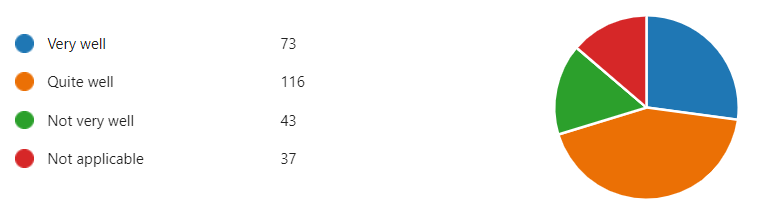 Very well 73
Quite well 116
Not very well 43
Not applicable 37